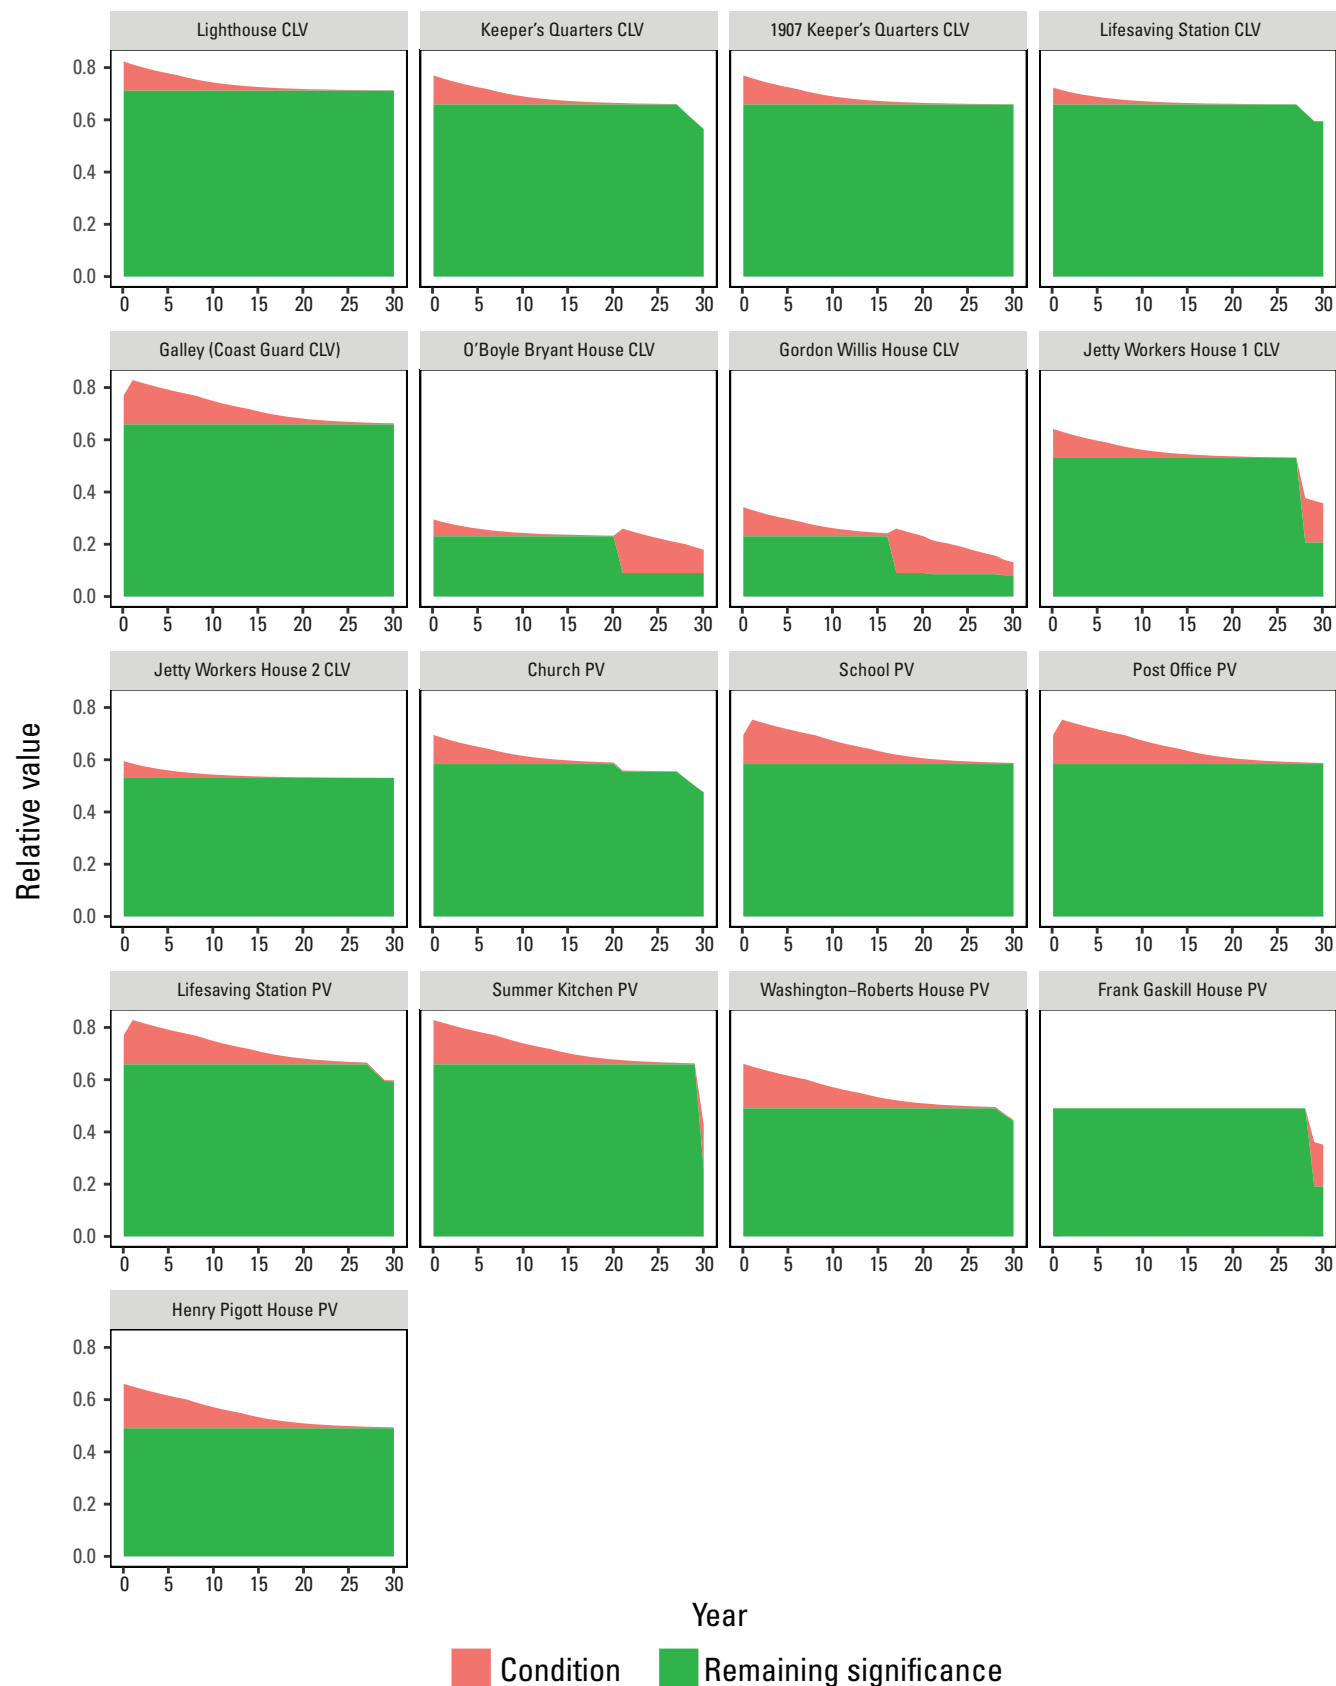 Lighthouse CLV
Keeper's Quarters CLV
1907 Keeper's Quarters CLV
Lifesaving Station CLV
0.8
0.6
0.4
0.2
0.0
0 5 10 15 20 25 30
0 5 10 15 20 25 30
0 5 10 15 20 25 30
0 5 10 15 20 25 30
Galley (Coast Guard CLV)
O'Boyle Bryant House CLV
Gordon Willis House CLV
Jetty Workers House 1 CLV
0.8
0.6
0.4
0.2
0.0
0 5 10 15 20 25 30
0 5 10 15 20 25 30
0 5 10 15 20 25 30
0 5 10 15 20 25 30
Jetty Workers House 2 CLV
Church PV
School PV
Post Office PV
0.8
0.6
0.4
0.2
0.0
0 5 10 15 20 25 30
0 5 10 15 20 25 30
0 5 10 15 20 25 30
0 5 10 15 20 25 30
Relative value
Lifesaving Station PV
Summer Kitchen PV
Washington–Roberts House PV
Frank Gaskill House PV
0.8
0.6
0.4
0.2
0.0
0 5 10 15 20 25 30
0 5 10 15 20 25 30
0 5 10 15 20 25 30
0 5 10 15 20 25 30
Henry Pigott House PV
0.8
0.6
0.4
0.2
0.0
0 5 10 15 20 25 30
Year
Condition
Remaining significance